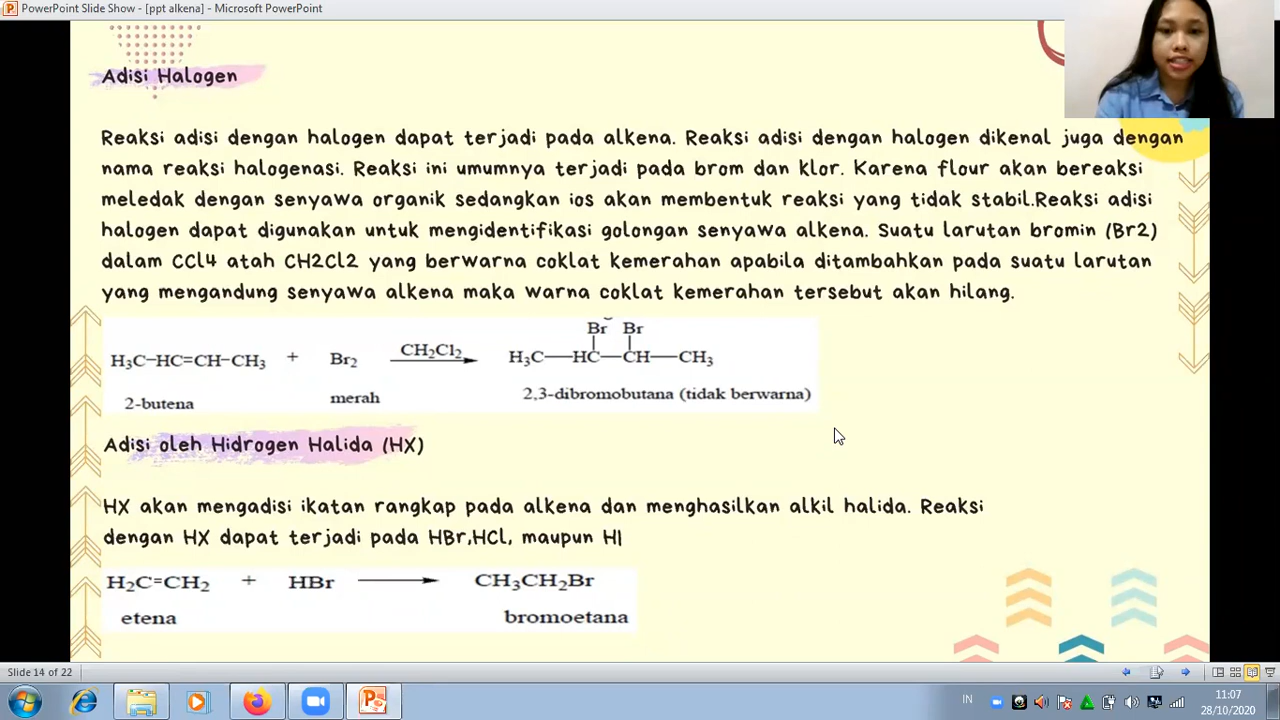 PowerPoint Slide Show - [ppt alkena] - Microsoft PowerPoint
Adisi Halogen
Reaksi adisi dengan halogen dapat terjadi pada alkena. Reaksi adisi dengan halogen dikenal juga dengan
nama reaksi halogenasi. Reaksi ini umumnya terjadi pada brom dan klor. Karena flour akan bereaksi
meledak dengan senyawa organik sedangkan ios akan membentuk reaksi yang tidak stabil.Reaksi adisi
halogen dapat digunakan untuk mengidentifikasi golongan senyawa alkena. Suatu larutan bromin (Br2)
dalam CCl4 atah CH2Cl2 yang berwarna coklat kemerahan apabila ditambahkan pada suatu larutan
yang mengandung senyawa alkena maka warna coklat kemerahan tersebut akan hilang.
Br Br
H₃C-HC=CH-CH₃ + Br₂ CH₂Cl₂ H₃C—HC—CH—CH₃
2-butena merah 2,3-dibromobutana (tidak berwarna)
Adisi oleh Hidrogen Halida (HX)
HX akan mengadisi ikatan rangkap pada alkena dan menghasilkan alkil halida. Reaksi
dengan HX dapat terjadi pada HBr,HCl, maupun HI
H₂C=CH₂ + HBr CH₃CH₂Br
etena bromoetana
Slide 14 of 22
IN
11:07
28/10/2020